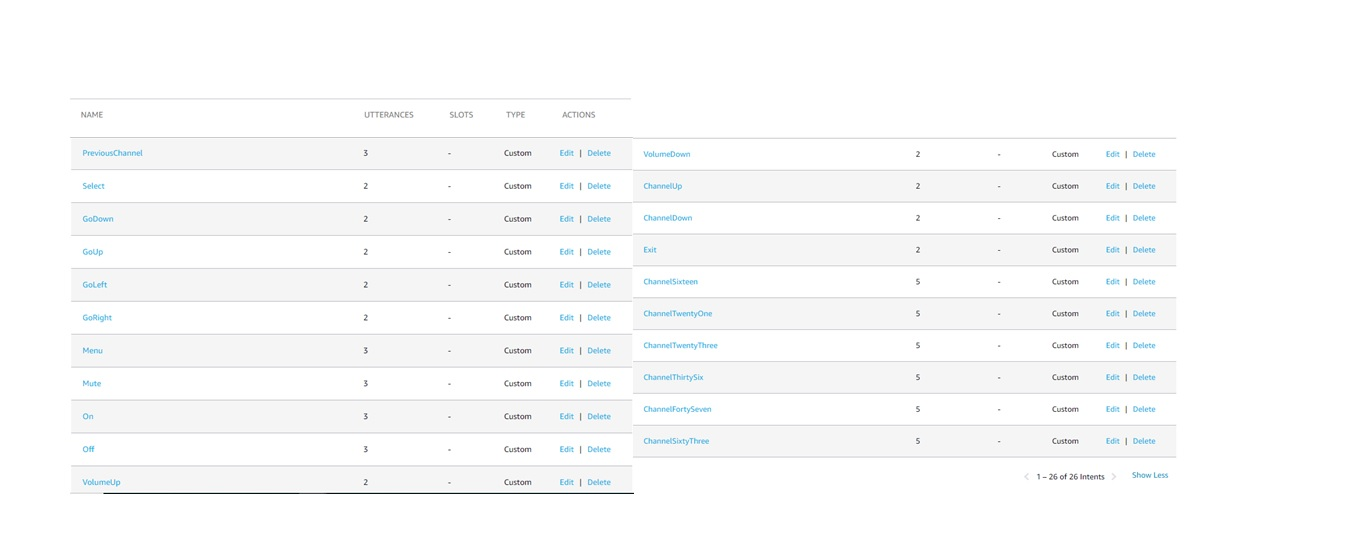 NAME UTTERANCES SLOTS TYPE ACTIONS
PreviousChannel 3 - Custom Edit | Delete
Select 2 - Custom Edit | Delete
GoDown 2 - Custom Edit | Delete
GoUp 2 - Custom Edit | Delete
GoLeft 2 - Custom Edit | Delete
GoRight 2 - Custom Edit | Delete
Menu 3 - Custom Edit | Delete
Mute 3 - Custom Edit | Delete
On 3 - Custom Edit | Delete
Off 3 - Custom Edit | Delete
VolumeUp 2 - Custom Edit | Delete
VolumeDown 2 - Custom Edit | Delete
ChannelUp 2 - Custom Edit | Delete
ChannelDown 2 - Custom Edit | Delete
Exit 2 - Custom Edit | Delete
ChannelSixteen 5 - Custom Edit | Delete
ChannelTwentyOne 5 - Custom Edit | Delete
ChannelTwentyThree 5 - Custom Edit | Delete
ChannelThirtySix 5 - Custom Edit | Delete
ChannelFortySeven 5 - Custom Edit | Delete
ChannelSixtyThree 5 - Custom Edit | Delete
< 1 – 26 of 26 Intents > Show Less